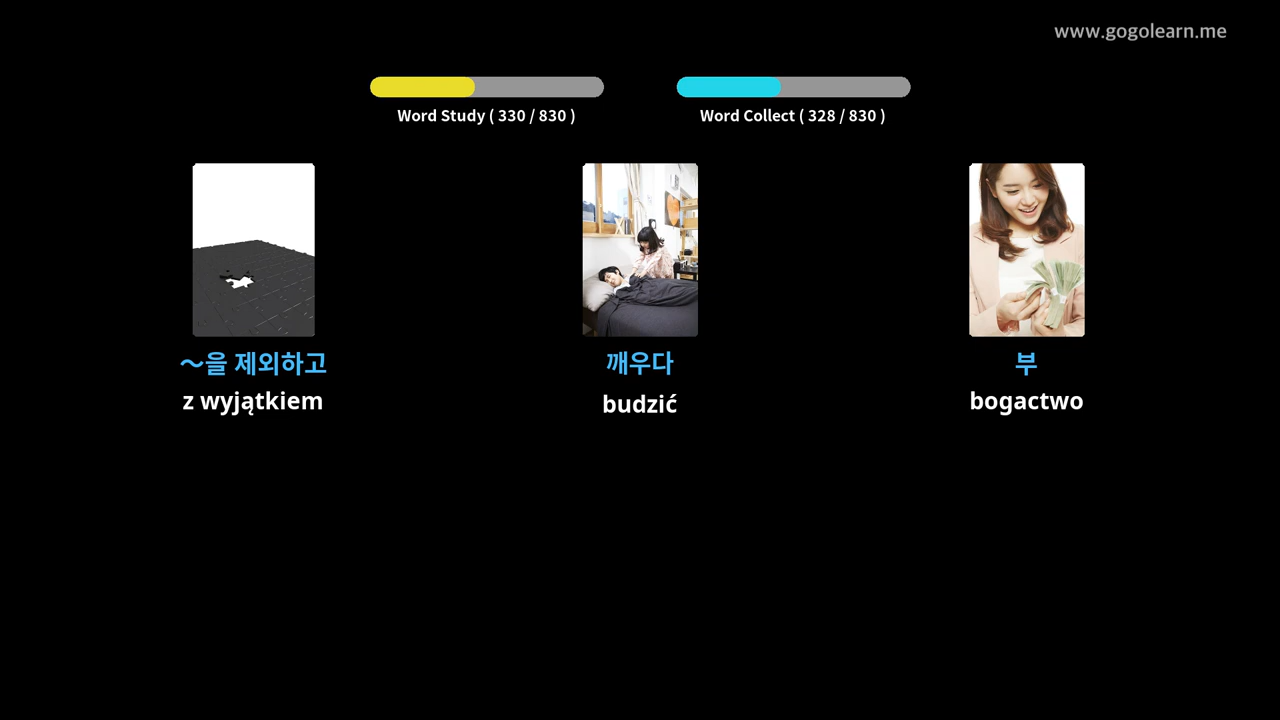 www.gogolearn.me
Word Study ( 330 / 830 )
Word Collect ( 328 / 830 )
～을 제외하고
깨우다
부
z wyjątkiem
budzić
bogactwo